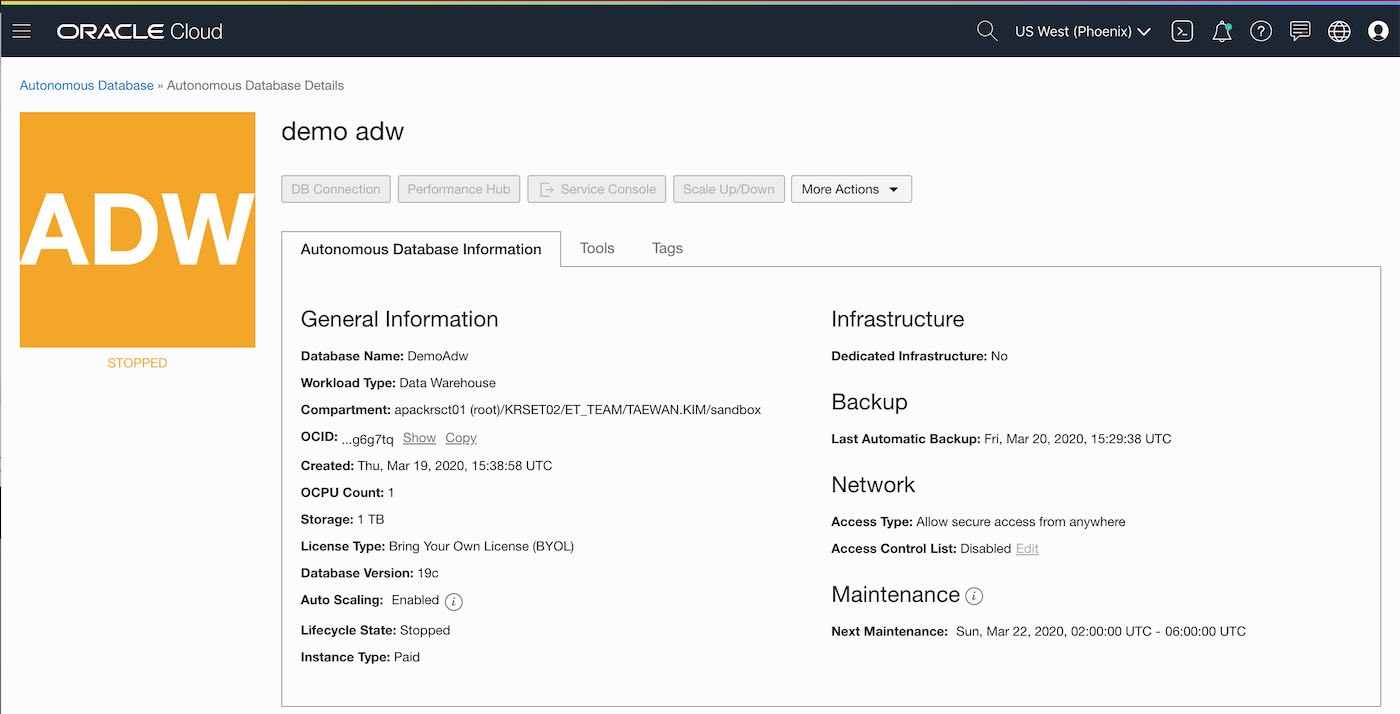 ORACLE Cloud
US West (Phoenix)
Autonomous Database » Autonomous Database Details
ADW
STOPPED
demo adw
DB Connection Performance Hub Service Console Scale Up/Down More Actions
Autonomous Database Information Tools Tags
General Information
Database Name: DemoAdw
Workload Type: Data Warehouse
Compartment: apackrsct01 (root)/KRSET02/ET_TEAM/TAEWAN.KIM/sandbox
OCID: ...g6g7tq Show Copy
Created: Thu, Mar 19, 2020, 15:38:58 UTC
OCPU Count: 1
Storage: 1 TB
License Type: Bring Your Own License (BYOL)
Database Version: 19c
Auto Scaling: Enabled i
Lifecycle State: Stopped
Instance Type: Paid
Infrastructure
Dedicated Infrastructure: No
Backup
Last Automatic Backup: Fri, Mar 20, 2020, 15:29:38 UTC
Network
Access Type: Allow secure access from anywhere
Access Control List: Disabled Edit
Maintenance i
Next Maintenance: Sun, Mar 22, 2020, 02:00:00 UTC - 06:00:00 UTC